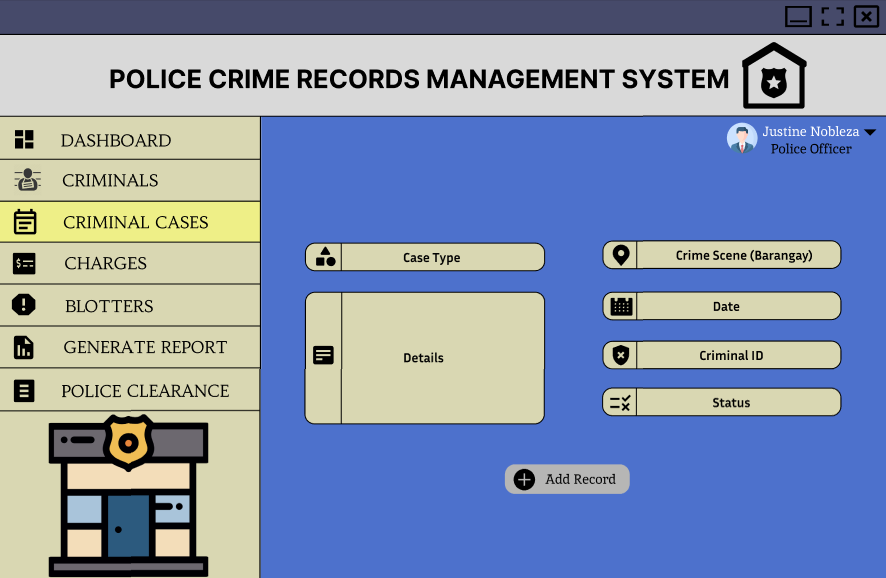 POLICE CRIME RECORDS MANAGEMENT SYSTEM
Justine Nobleza
Police Officer
DASHBOARD
CRIMINALS
CRIMINAL CASES
CHARGES
BLOTTERS
GENERATE REPORT
POLICE CLEARANCE
Case Type
Details
Crime Scene (Barangay)
Date
Criminal ID
Status
Add Record